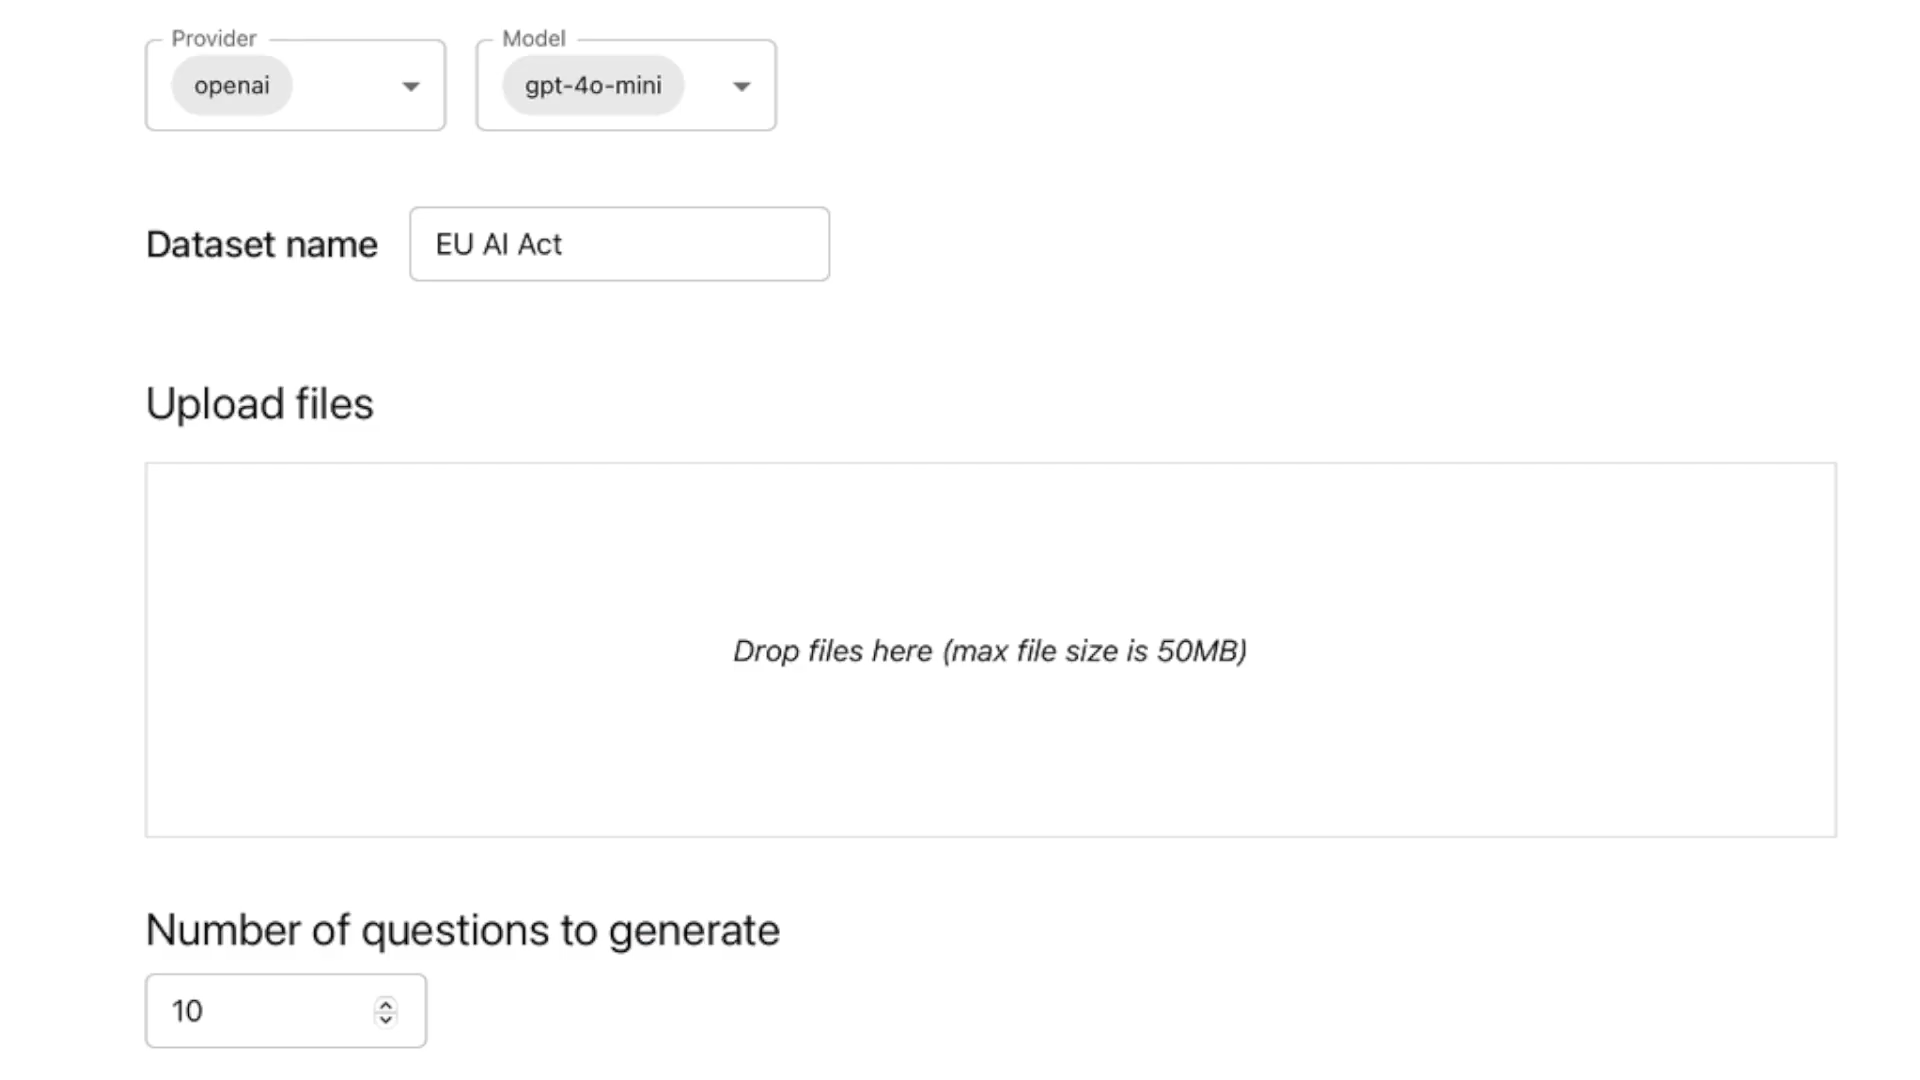 Provider
Model
openai
gpt-4o-mini
Dataset name
EU AI Act
Upload files
Drop files here (max file size is 50MB)
Number of questions to generate
10